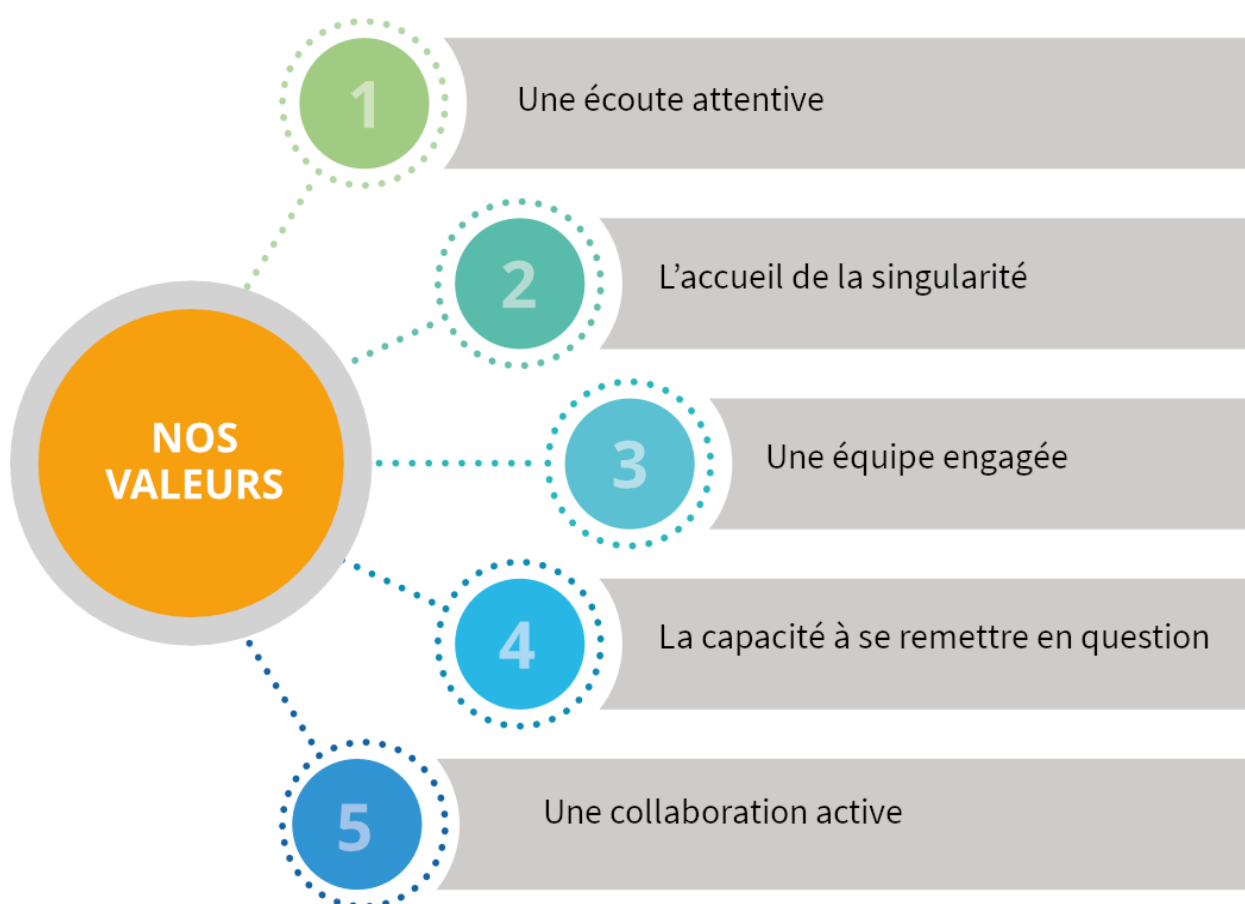 1
Une écoute attentive
2
L’accueil de la singularité
NOS
VALEURS
3
Une équipe engagée
4
La capacité à se remettre en question
5
Une collaboration active